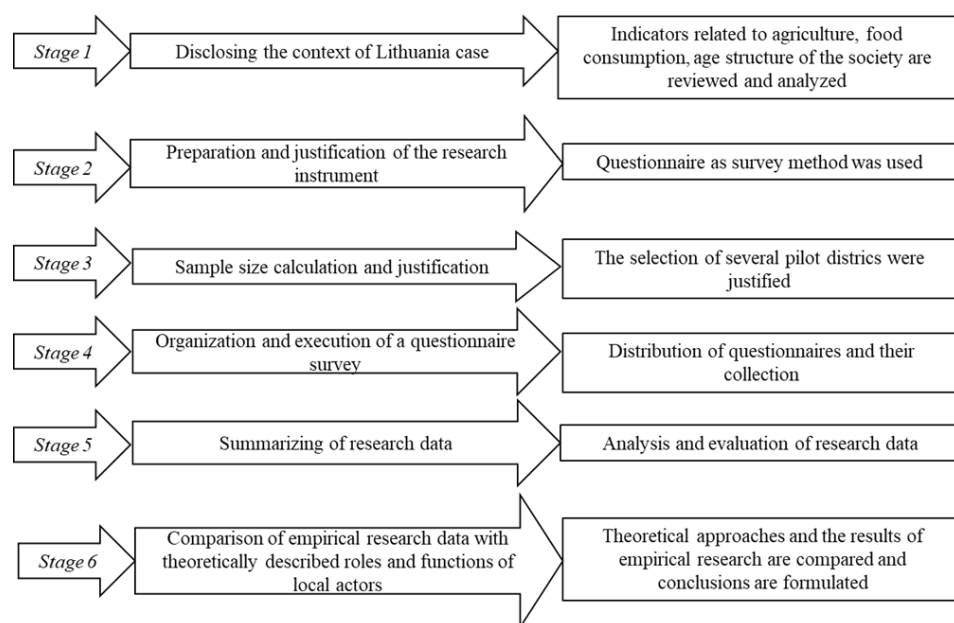 Stage 1
Disclosing the context of Lithuania case
Indicators related to agriculture, food
consumption, age structure of the society are
reviewed and analyzed
Stage 2
Preparation and justification of the research
instrument
Questionnaire as survey method was used
Stage 3
Sample size calculation and justification
The selection of several pilot districs were
justified
Stage 4
Organization and execution of a questionnaire
survey
Distribution of questionnaires and their
collection
Stage 5
Summarizing of research data
Analysis and evaluation of research data
Stage 6
Comparison of empirical research data with
theoretically described roles and functions of
local actors
Theoretical approaches and the results of
empirical research are compared and
conclusions are formulated